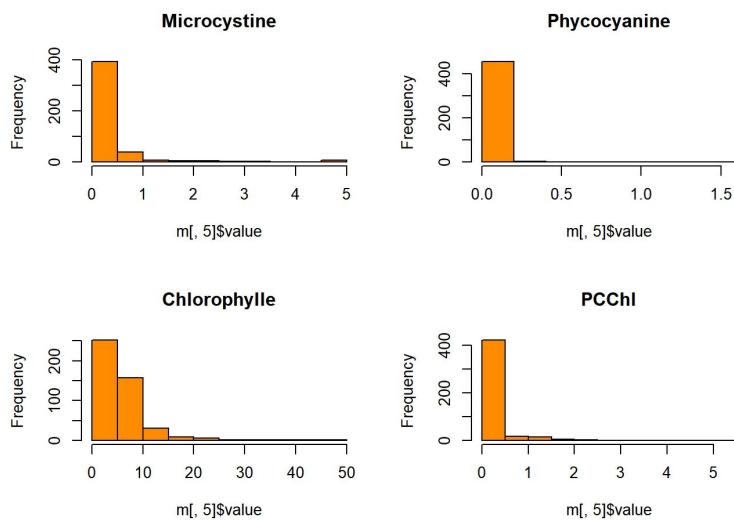 Microcystine
Frequency
0 200 400
0 1 2 3 4 5
m[, 5]$value
Phycocyanine
Frequency
0 200 400
0.0 0.5 1.0 1.5
m[, 5]$value
Chlorophylle
Frequency
0 100 200
0 10 20 30 40 50
m[, 5]$value
PCChl
Frequency
0 200 400
0 1 2 3 4 5
m[, 5]$value